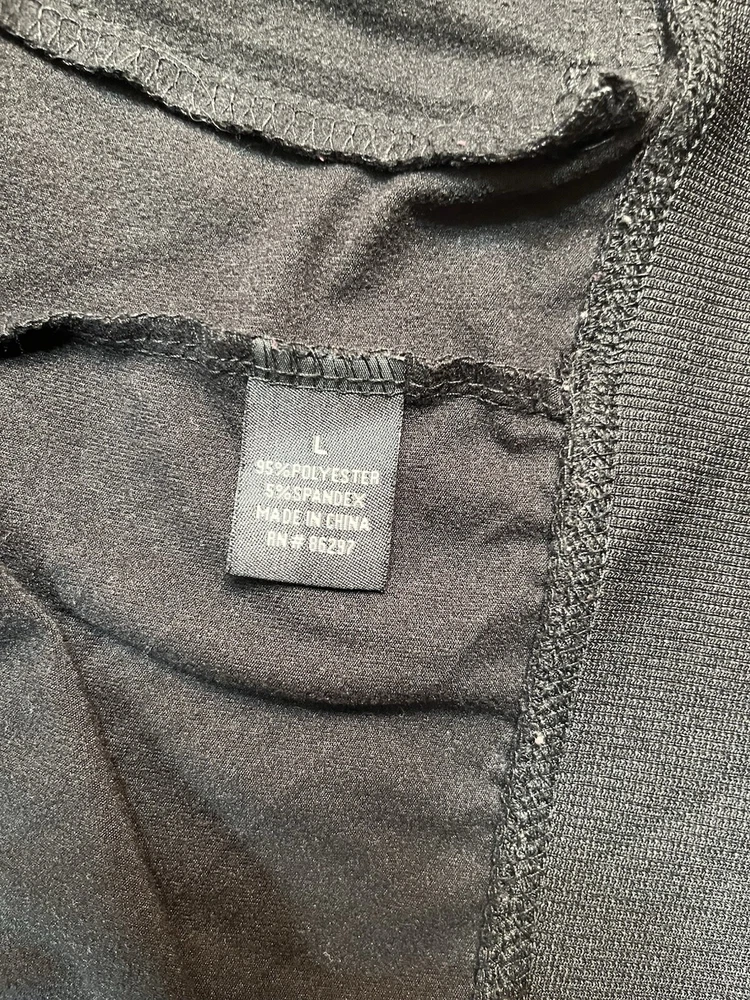 L
95%POLYESTER
5%SPANDEX
MADE IN CHINA
RN# 86297